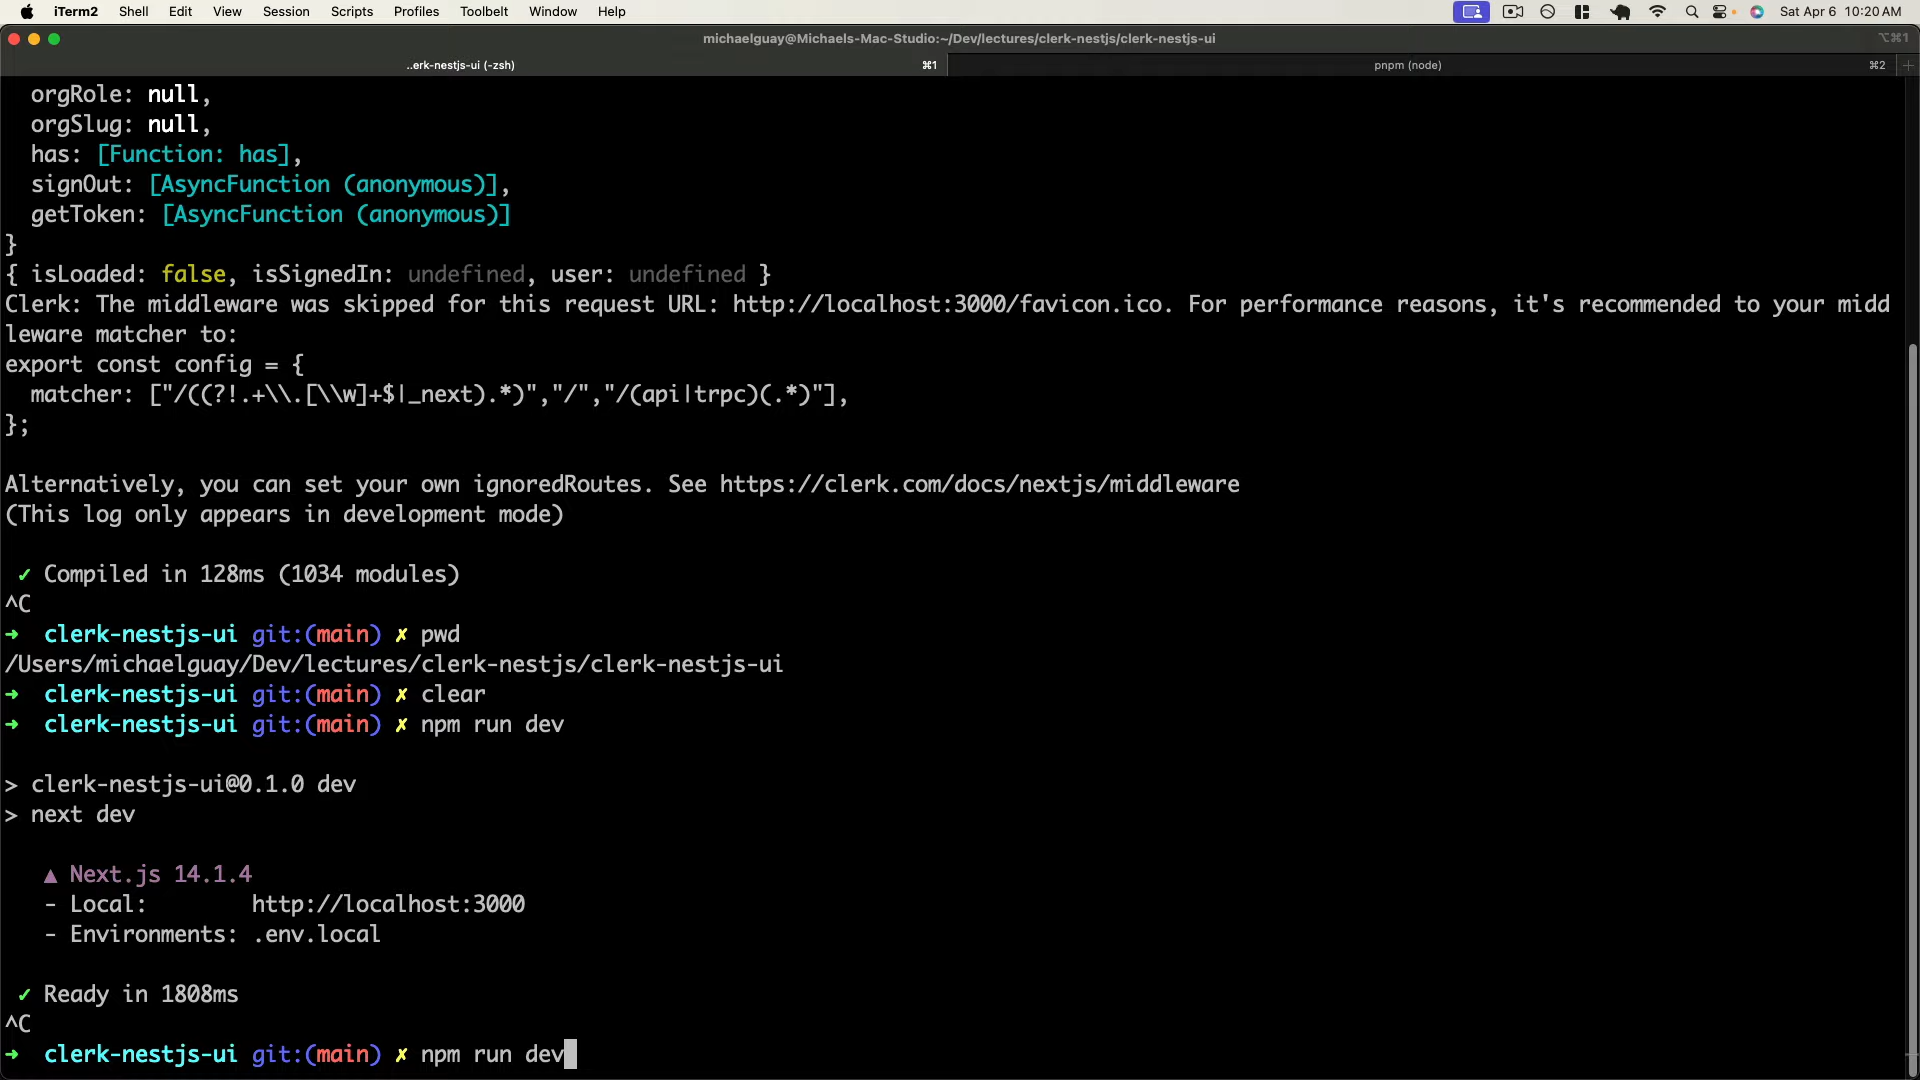 iTerm2 Shell Edit View Session Scripts Profiles Toolbelt Window Help Sat Apr 6 10:20 AM
michaelguay@Michaels-Mac-Studio:~/Dev/lectures/clerk-nestjs/clerk-nestjs-ui ⌥⌘1
..erk-nestjs-ui (-zsh) ⌘1 pnpm (node) ⌘2
orgRole: null,
orgSlug: null,
has: [Function: has],
signOut: [AsyncFunction (anonymous)],
getToken: [AsyncFunction (anonymous)]
}
{ isLoaded: false, isSignedIn: undefined, user: undefined }
Clerk: The middleware was skipped for this request URL: http://localhost:3000/favicon.ico. For performance reasons, it's recommended to your midd
leware matcher to:
export const config = {
matcher: ["/((?!.+\\.[\\w]+$|_next).*)","/","/(api|trpc)(.*)"],
};
Alternatively, you can set your own ignoredRoutes. See https://clerk.com/docs/nextjs/middleware
(This log only appears in development mode)
✓ Compiled in 128ms (1034 modules)
^C
➜ clerk-nestjs-ui git:(main) ✗ pwd
/Users/michaelguay/Dev/lectures/clerk-nestjs/clerk-nestjs-ui
➜ clerk-nestjs-ui git:(main) ✗ clear
➜ clerk-nestjs-ui git:(main) ✗ npm run dev
> clerk-nestjs-ui@0.1.0 dev
> next dev
▲ Next.js 14.1.4
- Local: http://localhost:3000
- Environments: .env.local
✓ Ready in 1808ms
^C
➜ clerk-nestjs-ui git:(main) ✗ npm run dev